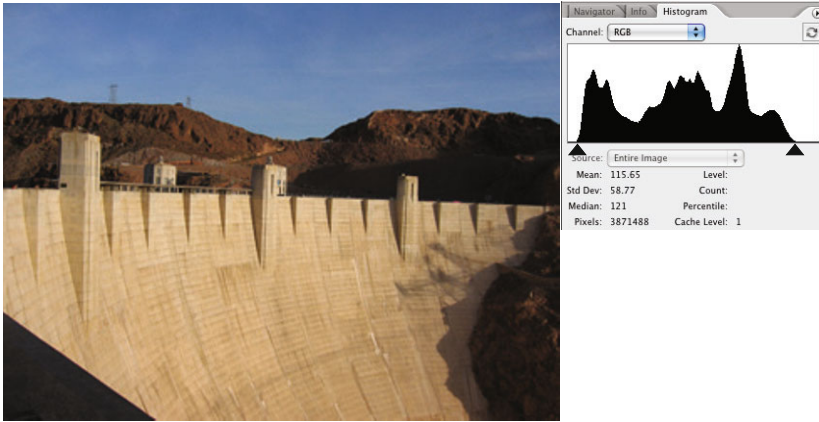 Navigator Info Histogram
Channel: RGB
Source: Entire Image
Mean: 115.65 Level:
Std Dev: 58.77 Count:
Median: 121 Percentile:
Pixels: 3871488 Cache Level: 1